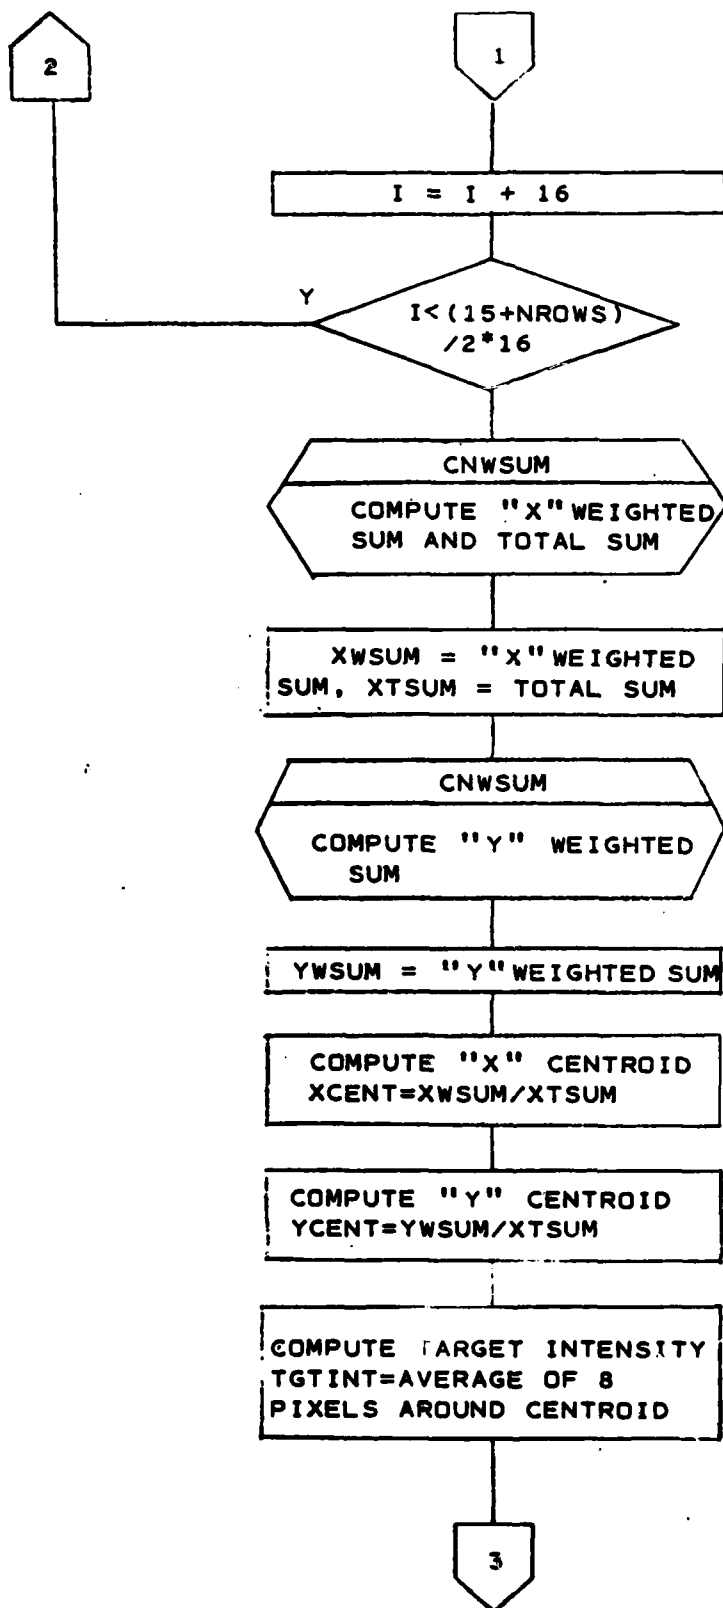 2
1
I = I + 16
Y
I<(15+NROWS)
/2*16
CNWSUM
COMPUTE "X" WEIGHTED
SUM AND TOTAL SUM
XWSUM = "X" WEIGHTED
SUM, XTSUM = TOTAL SUM
CNWSUM
COMPUTE "Y" WEIGHTED
SUM
YWSUM = "Y" WEIGHTED SUM
COMPUTE "X" CENTROID
XCENT=XWSUM/XTSUM
COMPUTE "Y" CENTROID
YCENT=YWSUM/XTSUM
COMPUTE TARGET INTENSITY
TGTINT=AVERAGE OF 8
PIXELS AROUND CENTROID
3